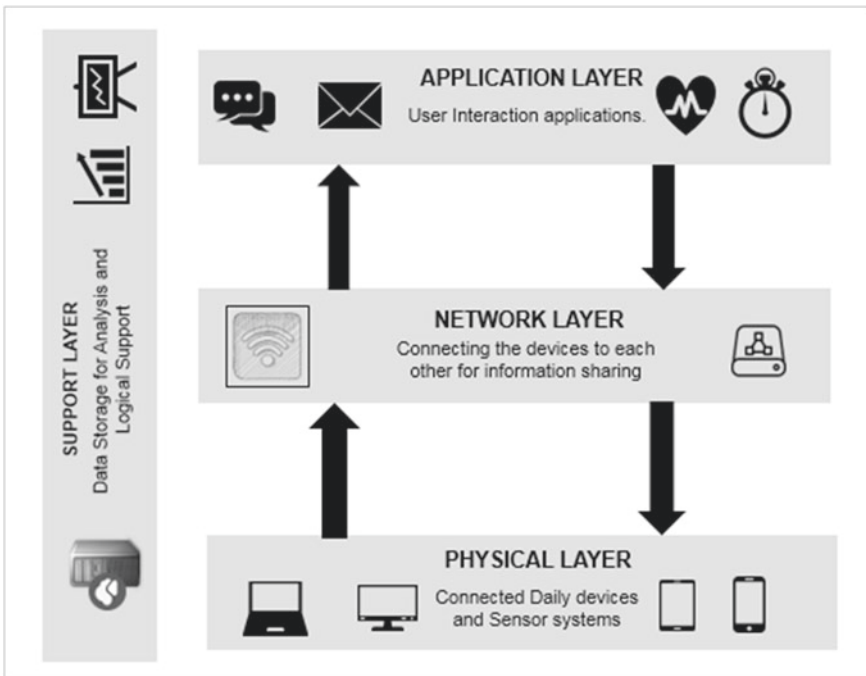 SUPPORT LAYER
Data Storage for Analysis and
Logical Support
APPLICATION LAYER
User Interaction applications.
NETWORK LAYER
Connecting the devices to each
other for information sharing
PHYSICAL LAYER
Connected Daily devices
and Sensor systems